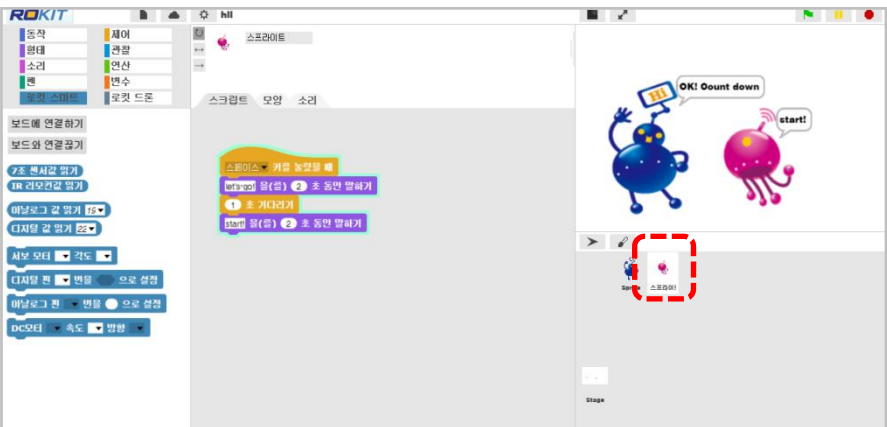 ROKIT
hII
동작
제어
형태
관찰
소리
연산
펜
변수
로킷 스마트
로킷 드론
보드에 연결하기
보드와 연결끊기
7조 센서값 읽기
IR 리모컨값 읽기
아날로그 값 읽기 15
디지털 값 읽기 22
서보 모터 각도
디지털 핀 번을 으로 설정
아날로그 핀 번을 으로 설정
DC모터 속도 방향
스프라이트
스크립트 모양 소리
스페이스 키를 눌렀을 때
let's go! 을(를) 2 초 동안 말하기
1 초 기다리기
start! 을(를) 2 초 동안 말하기
Hi
OK! Oount down
start!
Sprite
스프라이!
Stage